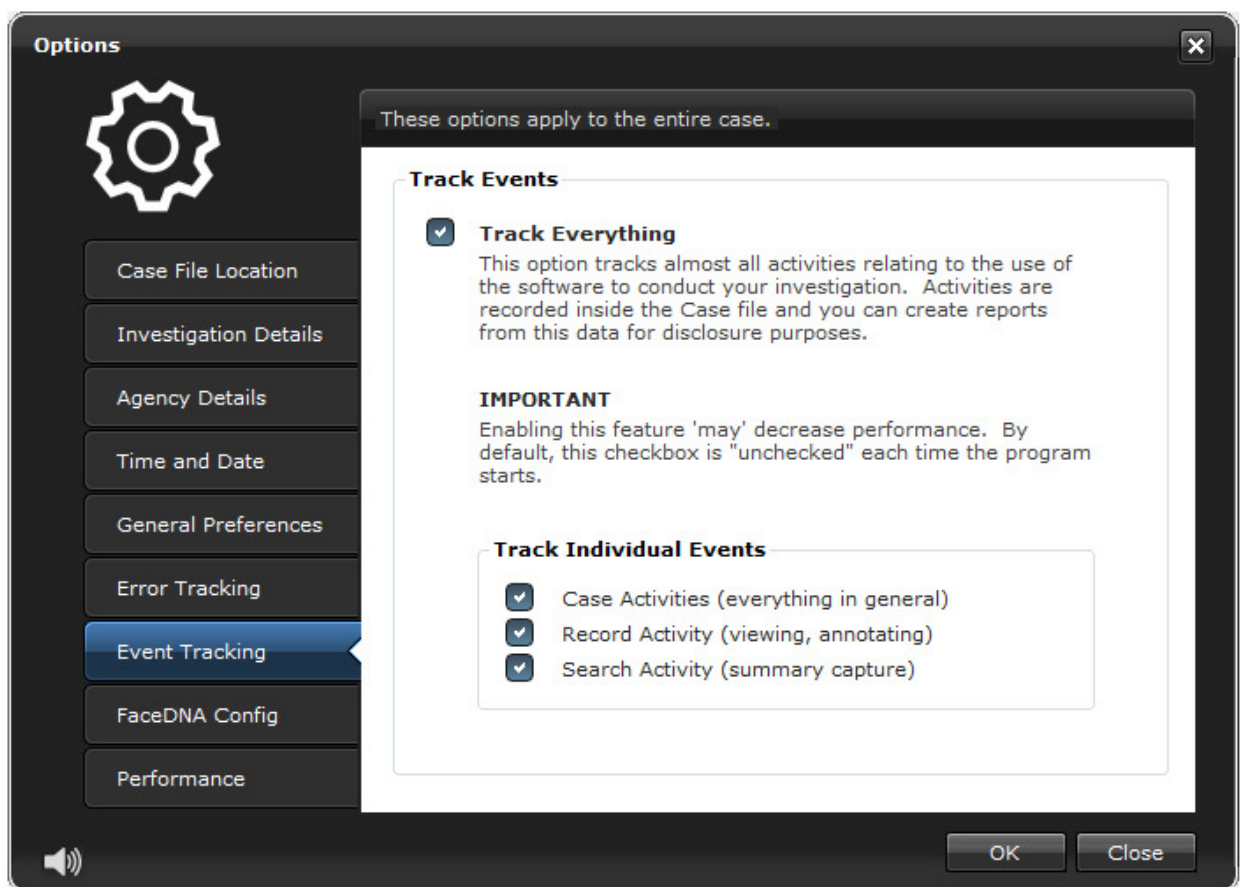 Options
These options apply to the entire case.
Case File Location
Investigation Details
Agency Details
Time and Date
General Preferences
Error Tracking
Event Tracking
FaceDNA Config
Performance
Track Events
Track Everything
This option tracks almost all activities relating to the use of
the software to conduct your investigation.  Activities are
recorded inside the Case file and you can create reports
from this data for disclosure purposes.
IMPORTANT
Enabling this feature 'may' decrease performance.  By
default, this checkbox is "unchecked" each time the program
starts.
Track Individual Events
Case Activities (everything in general)
Record Activity (viewing, annotating)
Search Activity (summary capture)
OK
Close